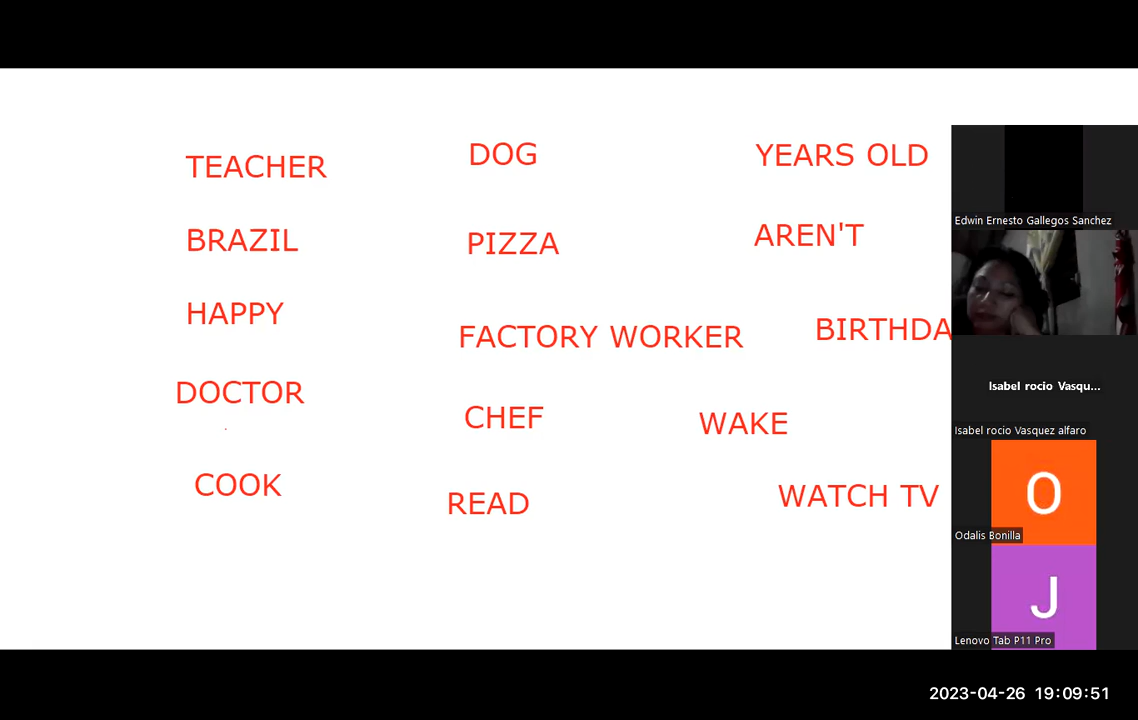 TEACHER
DOG
YEARS OLD
BRAZIL
PIZZA
AREN'T
HAPPY
FACTORY WORKER
BIRTHDA
DOCTOR
CHEF
WAKE
COOK
READ
WATCH TV
Edwin Ernesto Gallegos Sanchez
Isabel rocio Vasqu...
Isabel rocio Vasquez alfaro
O
Odalis Bonilla
J
Lenovo Tab P11 Pro
2023-04-26 19:09:51